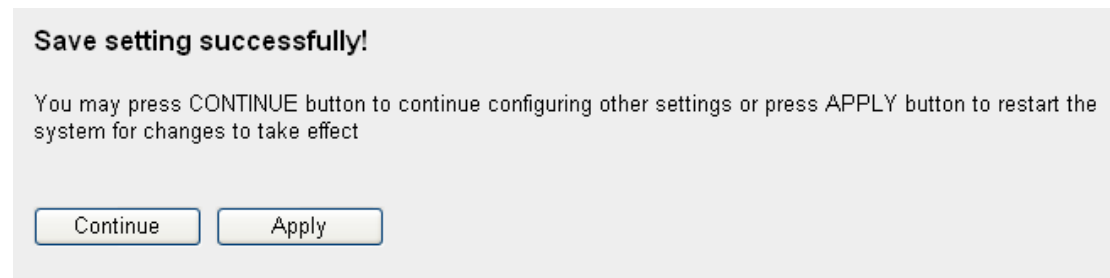 Save setting successfully!
You may press CONTINUE button to continue configuring other settings or press APPLY button to restart the
system for changes to take effect
Continue Apply